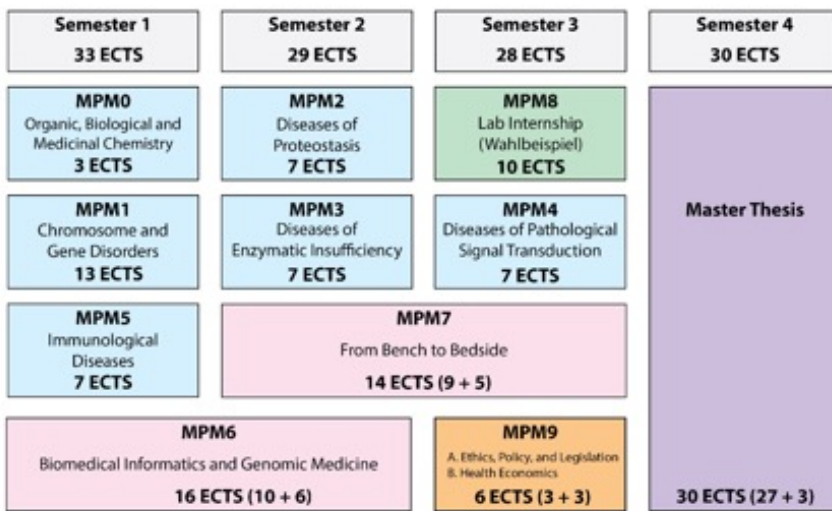 Semester 1
33 ECTS
Semester 2
29 ECTS
Semester 3
28 ECTS
Semester 4
30 ECTS
MPM0
Organic, Biological and
Medicinal Chemistry
3 ECTS
MPM2
Diseases of
Proteostasis
7 ECTS
MPM8
Lab Internship
(Wahlbeispiel)
10 ECTS
Master Thesis
30 ECTS (27 + 3)
MPM1
Chromosome and
Gene Disorders
13 ECTS
MPM3
Diseases of
Enzymatic Insufficiency
7 ECTS
MPM4
Diseases of Pathological
Signal Transduction
7 ECTS
MPM5
Immunological
Diseases
7 ECTS
MPM7
From Bench to Bedside
14 ECTS (9 + 5)
MPM6
Biomedical Informatics and Genomic Medicine
16 ECTS (10 + 6)
MPM9
A. Ethics, Policy, and Legislation
B. Health Economics
6 ECTS (3 + 3)